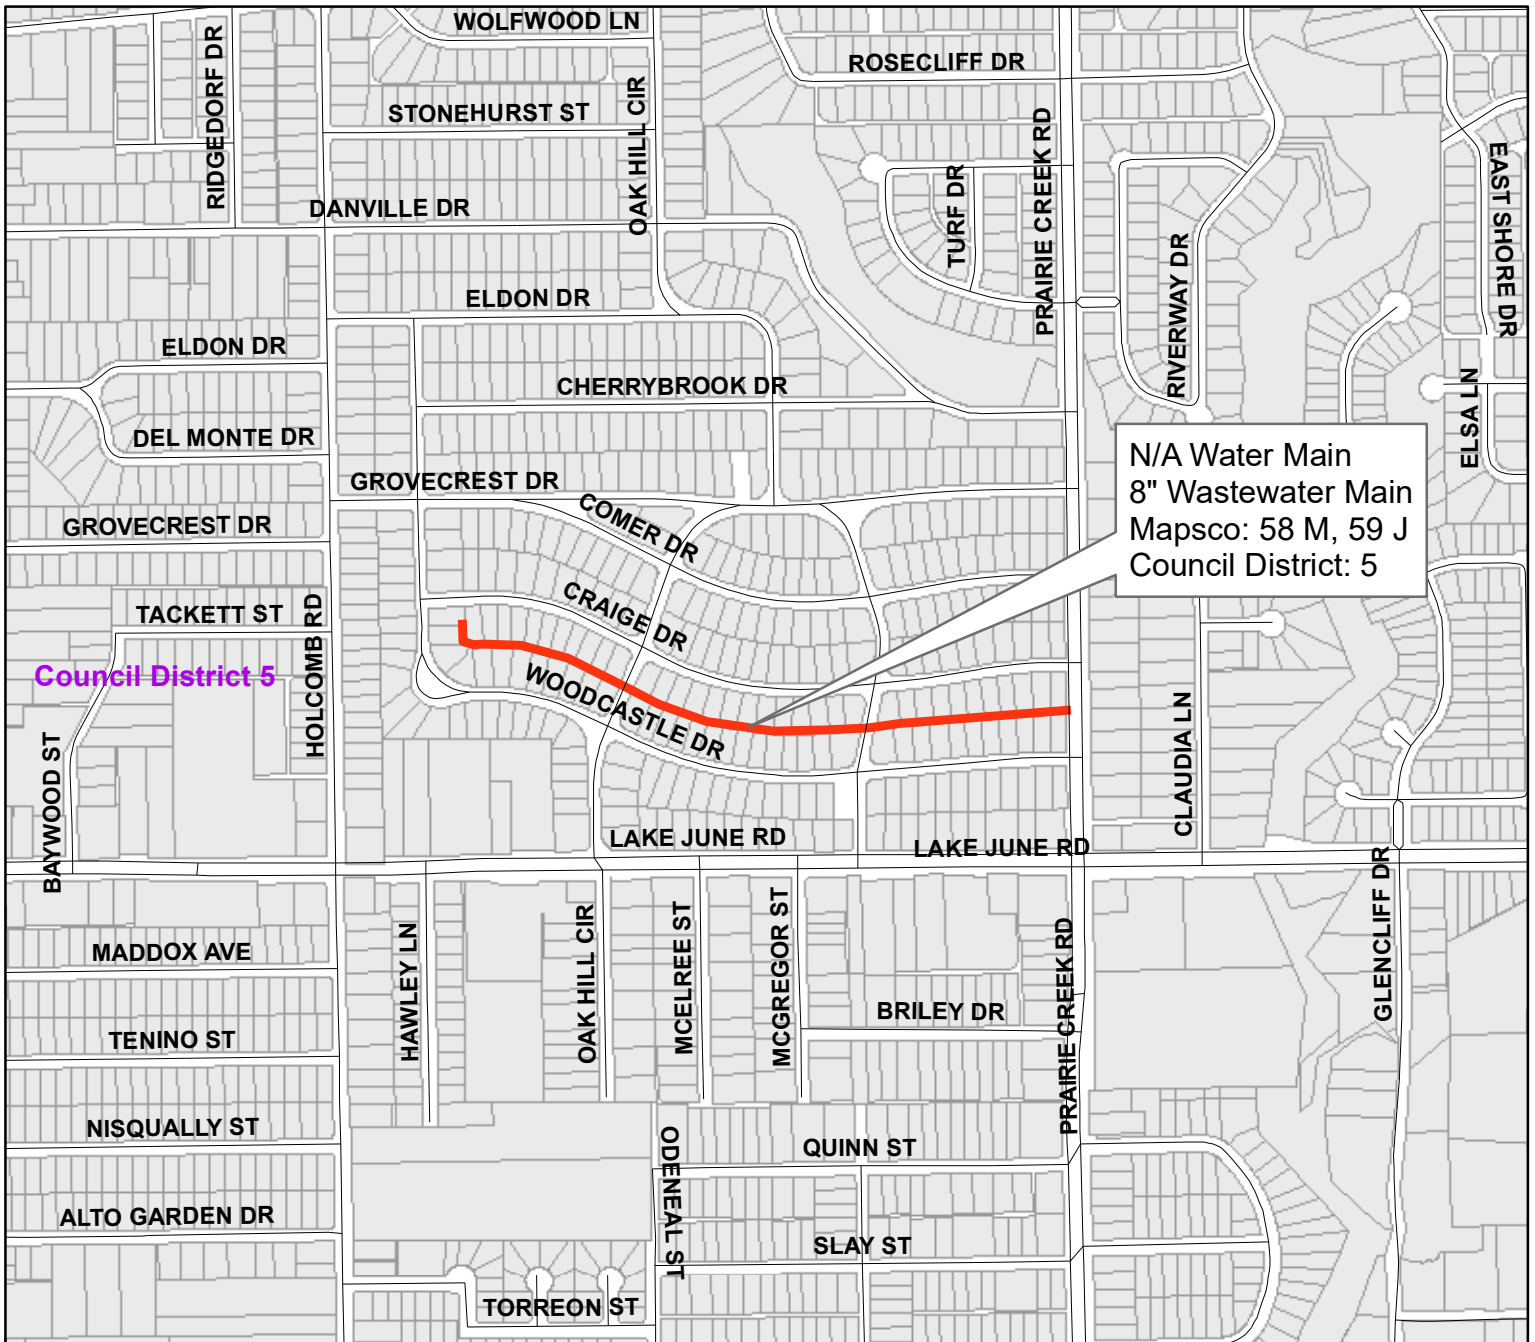 WOLFWOOD LN
RIDGEDORF DR
ROSECLIFF DR
STONEHURST ST
OAK HILL CIR
PRAIRIE CREEK RD
EAST SHORE DR
TURF DR
DANVILLE DR
RIVERWAY DR
ELDON DR
ELDON DR
CHERRYBROOK DR
ELSA LN
DEL MONTE DR
GROVECREST DR
N/A Water Main
8" Wastewater Main
Mapsco: 58 M, 59 J
Council District: 5
COMER DR
GROVECREST DR
CRAIGE DR
TACKETT ST
HOLCOMB RD
Council District 5
WOODCASTLE DR
CLAUDIA LN
BAYWOOD ST
LAKE JUNE RD
LAKE JUNE RD
GLENCLIFF DR
MADDOX AVE
HAWLEY LN
OAK HILL CIR
MCELREE ST
MCGREGOR ST
PRAIRIE CREEK RD
BRILEY DR
TENINO ST
NISQUALLY ST
ODENEAL ST
QUINN ST
ALTO GARDEN DR
SLAY ST
TORREON ST